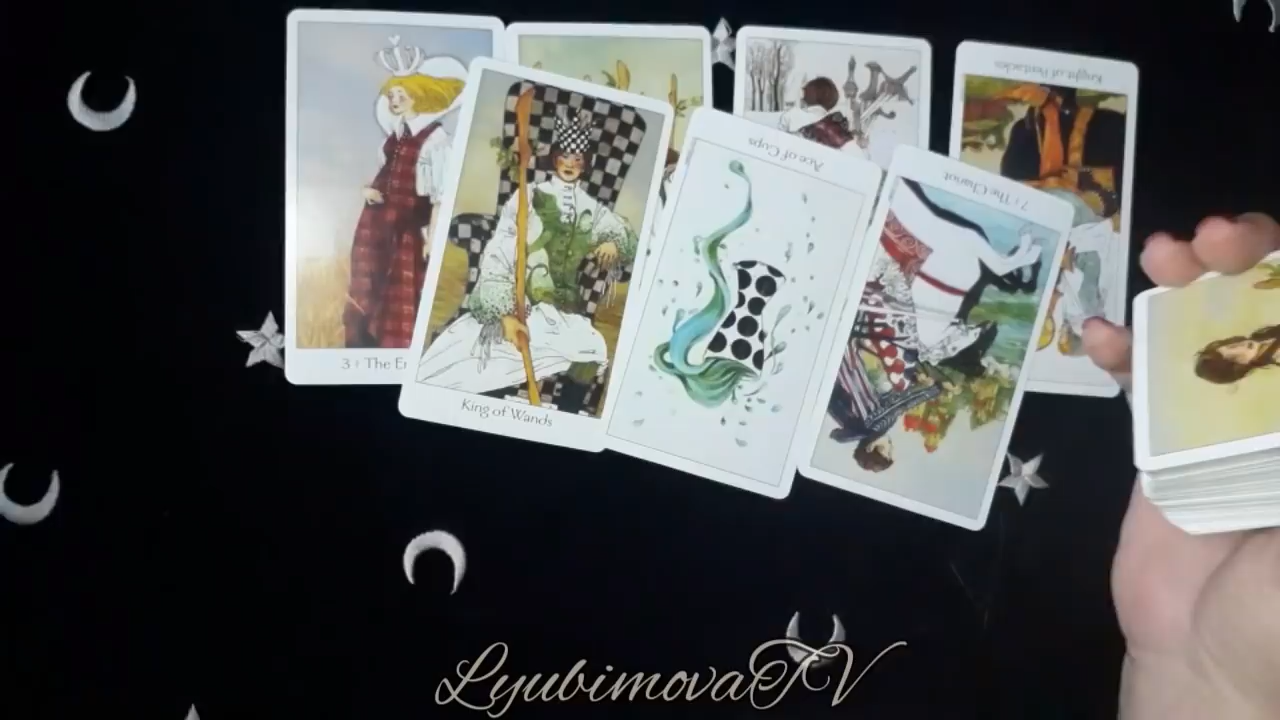 Knight of Pentacles
Ace of Cups
7 ÷ The Chariot
3 ÷ The E
King of Wands
LyubimovaTV